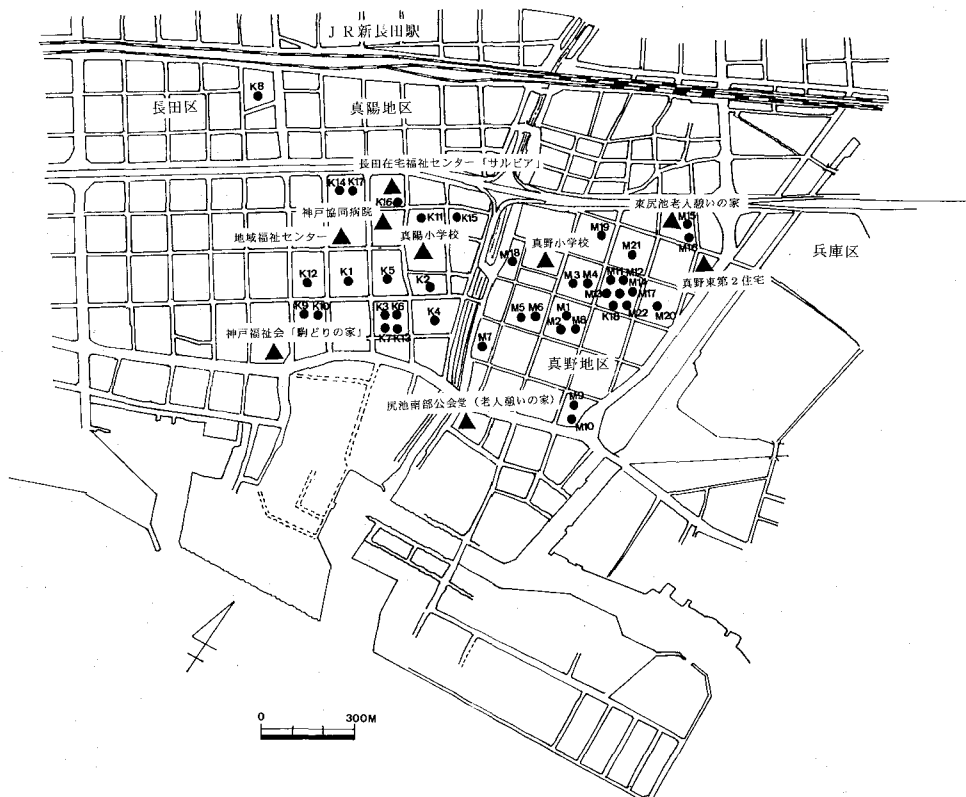 JR新長田駅
K8
長田区
真陽地区
長田在宅福祉センター「サルビア」
K14 K17
K16
神戸協同病院
K11
K15
地域福祉センター
真陽小学校
東尻池老人憩いの家
M15
M16
M19
兵庫区
真野小学校
M18
M21
真野東第2住宅
K12
K1
K5
K2
M3 M4
M11 M12
M14
M13
M17
K18
M22
M20
K9 K10
K3 K6
K7 K13
K4
M5 M6
M1
M2
M8
M7
神戸福祉会「駒どりの家」
真野地区
尻池南部公会堂(老人憩いの家)
M9
M10
0 300M